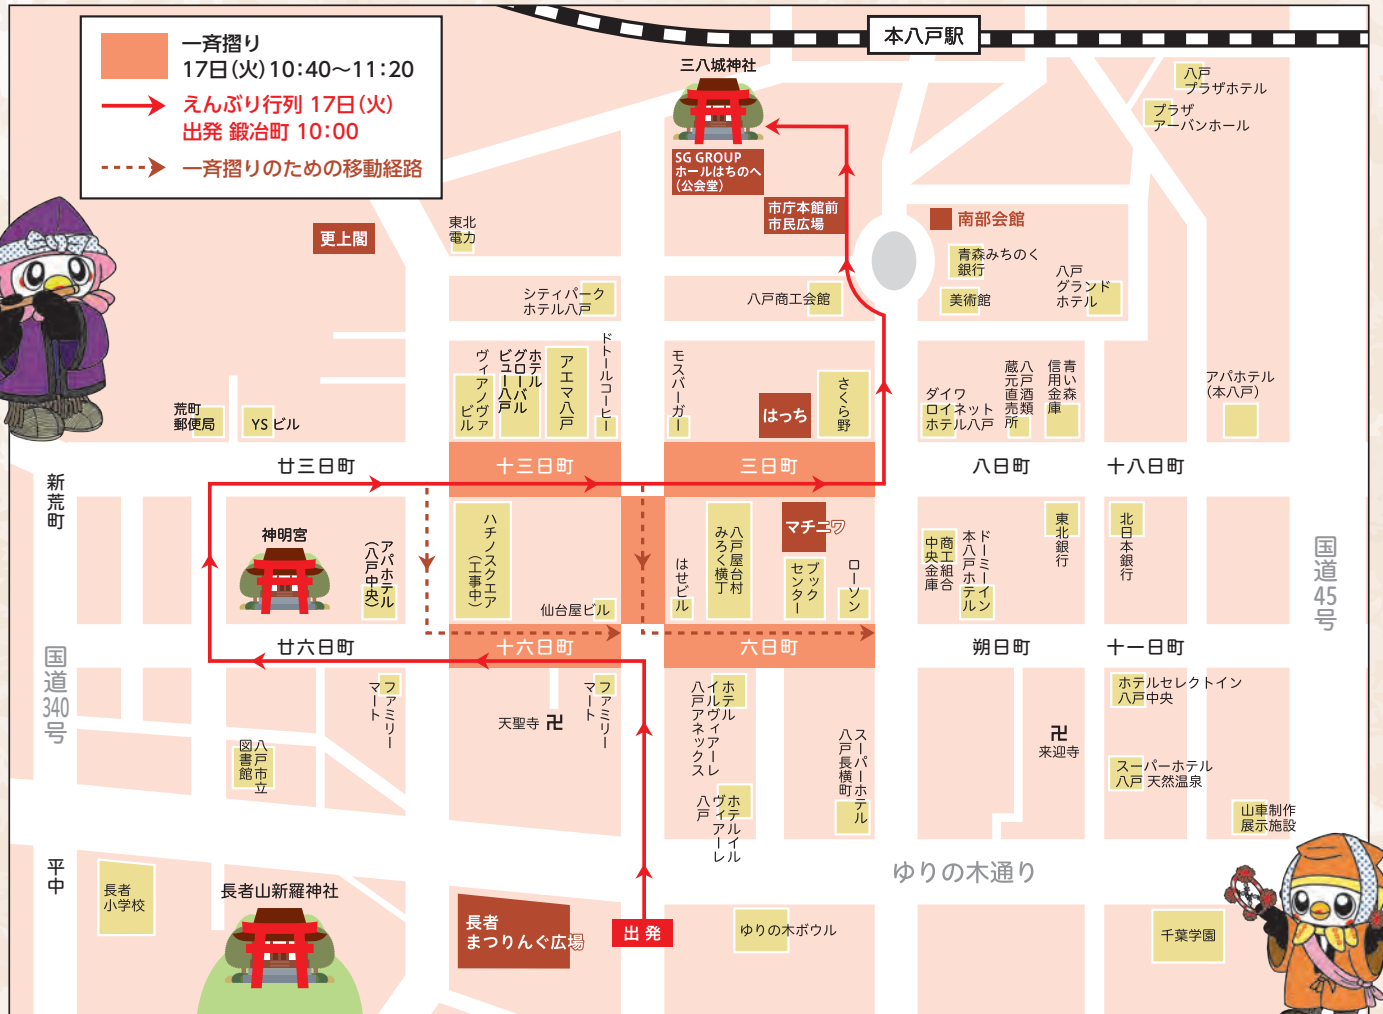 一斉摺り
17日(火)10:40～11:20
えんぶり行列 17日(火)
出発 鍛冶町 10:00
一斉摺りのための移動経路
本八戸駅
三八城神社
SG GROUP
ホールはちのへ
(公会堂)
市庁本館前
市民広場
八戸
プラザホテル
プラザ
アーバンホール
更上閣
東北
電力
南部会館
青森みちのく
銀行
美術館
八戸
グランド
ホテル
シティパーク
ホテル八戸
八戸商工会館
荒町
郵便局
YSビル
ヴィアノヴァ
ビル
ホテル
グローバル
ビュー八戸
アエマ八戸
ドトールコーヒー
モスバーガー
はっち
さくら野
ダイワ
ロイネット
ホテル八戸
八戸酒類
蔵元直売所
青い森
信用金庫
アパホテル
(本八戸)
廿三日町
十三日町
三日町
八日町
十八日町
新荒町
神明宮
アパホテル
(八戸中央)
ハチノスクエア
(工事中)
仙台屋ビル
はせビル
八戸屋台村
みろく横丁
マチニワ
ブック
センター
ローソン
商工組合
中央金庫
ドーミーイン
本八戸ホテル
東北銀行
北日本銀行
国道45号
廿六日町
十六日町
六日町
朔日町
十一日町
国道340号
ファミリー
マート
天聖寺 卍
ファミリー
マート
ホテル
イルヴィアーレ
八戸アネックス
ホテルイル
ヴィアーレ
八戸
スーパーホテル
八戸長横町
卍
来迎寺
ホテルセレクトイン
八戸中央
スーパーホテル
八戸 天然温泉
山車制作
展示施設
八戸市立
図書館
平中
長者
小学校
長者山新羅神社
長者
まつりんぐ広場
出発
ゆりの木ボウル
ゆりの木通り
千葉学園